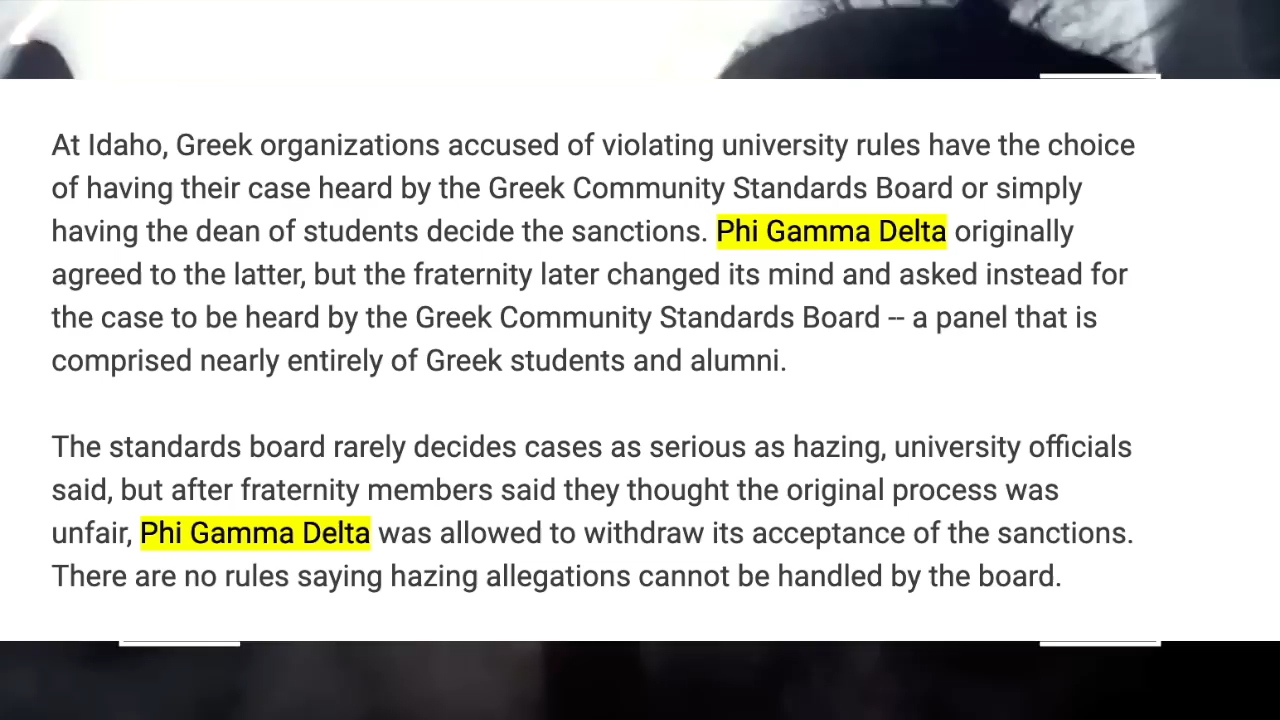 At Idaho, Greek organizations accused of violating university rules have the choice
of having their case heard by the Greek Community Standards Board or simply
having the dean of students decide the sanctions. Phi Gamma Delta originally
agreed to the latter, but the fraternity later changed its mind and asked instead for
the case to be heard by the Greek Community Standards Board -- a panel that is
comprised nearly entirely of Greek students and alumni.
The standards board rarely decides cases as serious as hazing, university officials
said, but after fraternity members said they thought the original process was
unfair, Phi Gamma Delta was allowed to withdraw its acceptance of the sanctions.
There are no rules saying hazing allegations cannot be handled by the board.